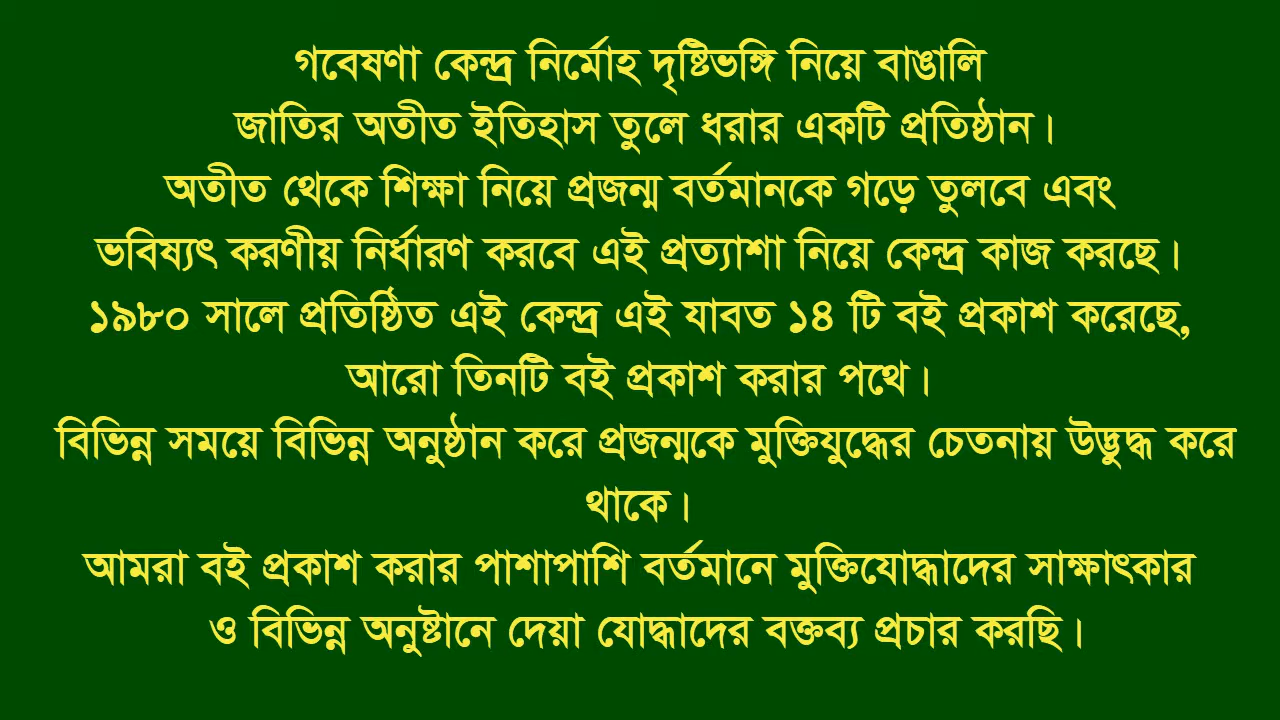 গবেষণা কেন্দ্র নির্মোহ দৃষ্টিভঙ্গি নিয়ে বাঙালি
জাতির অতীত ইতিহাস তুলে ধরার একটি প্রতিষ্ঠান।
অতীত থেকে শিক্ষা নিয়ে প্রজন্ম বর্তমানকে গড়ে তুলবে এবং
ভবিষ্যৎ করণীয় নির্ধারণ করবে এই প্রত্যাশা নিয়ে কেন্দ্র কাজ করছে।
১৯৮০ সালে প্রতিষ্ঠিত এই কেন্দ্র এই যাবত ১৪ টি বই প্রকাশ করেছে,
আরো তিনটি বই প্রকাশ করার পথে।
বিভিন্ন সময়ে বিভিন্ন অনুষ্ঠান করে প্রজন্মকে মুক্তিযুদ্ধের চেতনায় উদ্ভুদ্ধ করে
থাকে।
আমরা বই প্রকাশ করার পাশাপাশি বর্তমানে মুক্তিযোদ্ধাদের সাক্ষাৎকার
ও বিভিন্ন অনুষ্টানে দেয়া যোদ্ধাদের বক্তব্য প্রচার করছি।